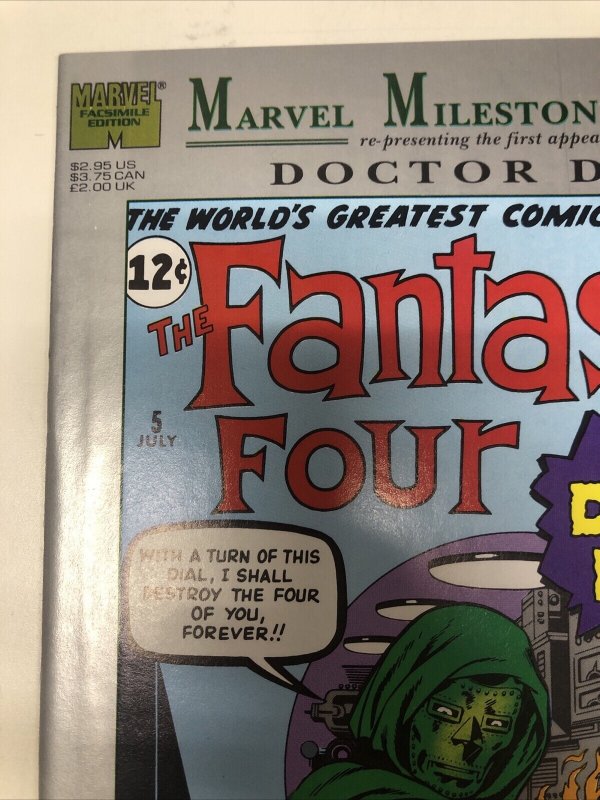 MARVEL®
FACSIMILE
EDITION
M
$2.95 US
$3.75 CAN
£2.00 UK
MARVEL MILESTON
re-presenting the first appea
DOCTOR D
THE WORLD'S GREATEST COMIC
12¢
THE Fantas
FOUr
5
JULY
WITH A TURN OF THIS
DIAL, I SHALL
DESTROY THE FOUR
OF YOU,
FOREVER!!
D